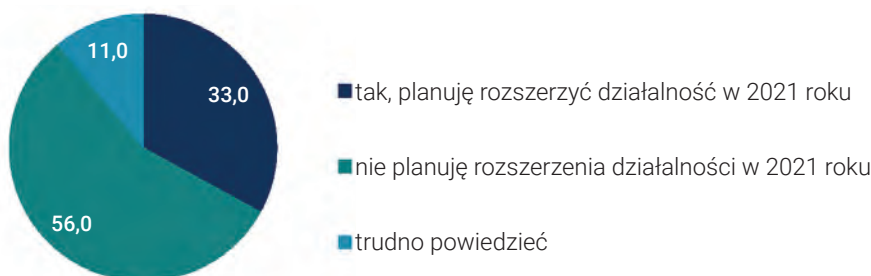 11,0
33,0
56,0
tak, planuję rozszerzyć działalność w 2021 roku
nie planuję rozszerzenia działalności w 2021 roku
trudno powiedzieć